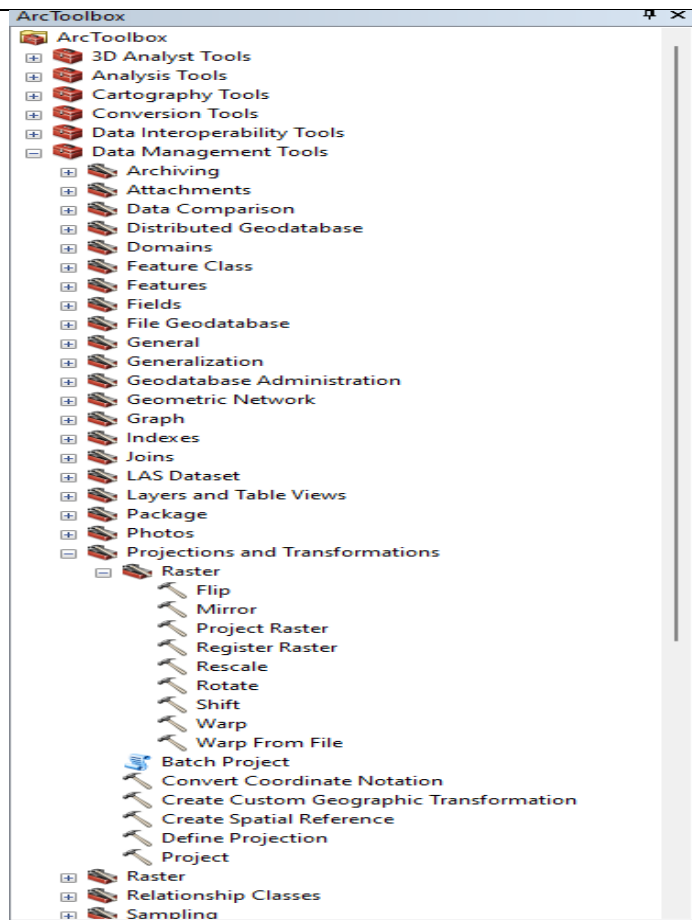 ArcToolbox
ArcToolbox
3D Analyst Tools
Analysis Tools
Cartography Tools
Conversion Tools
Data Interoperability Tools
Data Management Tools
Archiving
Attachments
Data Comparison
Distributed Geodatabase
Domains
Feature Class
Features
Fields
File Geodatabase
General
Generalization
Geodatabase Administration
Geometric Network
Graph
Indexes
Joins
LAS Dataset
Layers and Table Views
Package
Photos
Projections and Transformations
Raster
Flip
Mirror
Project Raster
Register Raster
Rescale
Rotate
Shift
Warp
Warp From File
Batch Project
Convert Coordinate Notation
Create Custom Geographic Transformation
Create Spatial Reference
Define Projection
Project
Raster
Relationship Classes
Sampling